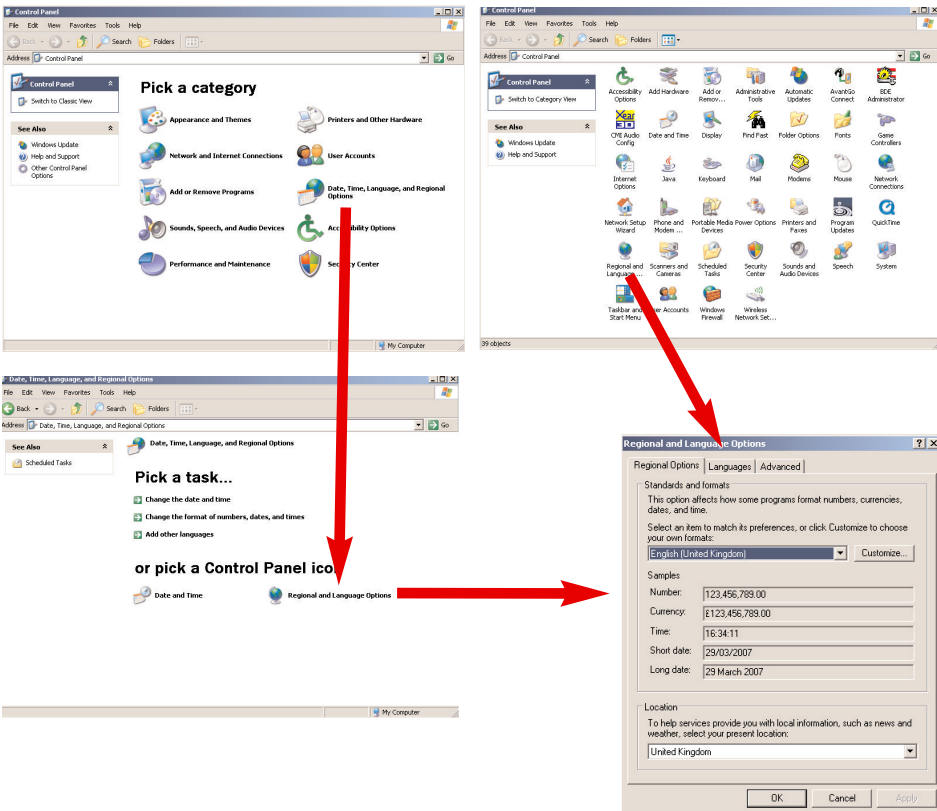 Control Panel
File Edit View Favorites Tools Help
Back Search Folders
Address Control Panel Go
Control Panel
Switch to Classic View
See Also
Windows Update
Help and Support
Other Control Panel
Options
Pick a category
Appearance and Themes
Printers and Other Hardware
Network and Internet Connections
User Accounts
Add or Remove Programs
Date, Time, Language, and Regional
Options
Sounds, Speech, and Audio Devices
Accessibility Options
Performance and Maintenance
Security Center
My Computer
Control Panel
File Edit View Favorites Tools Help
Back Search Folders
Address Control Panel Go
Control Panel
Switch to Category View
See Also
Windows Update
Help and Support
Accessibility
Options
Add Hardware
Add or
Remov...
Administrative
Tools
Automatic
Updates
AvantGo
Connect
BDE
Administrator
Xear
3D
CMI Audio
Config
Date and Time
Display
Find Fast
Folder Options
Fonts
Game
Controllers
Internet
Options
Java
Keyboard
Mail
Modems
Mouse
Network
Connections
Network Setup
Wizard
Phone and
Modem ...
Portable Media
Devices
Power Options
Printers and
Faxes
Program
Updates
QuickTime
Regional and
Language ...
Scanners and
Cameras
Scheduled
Tasks
Security
Center
Sounds and
Audio Devices
Speech
System
Taskbar and
Start Menu
User Accounts
Windows
Firewall
Wireless
Network Set...
39 objects
Date, Time, Language, and Regional Options
File Edit View Favorites Tools Help
Back Search Folders
Address Date, Time, Language, and Regional Options Go
See Also
Scheduled Tasks
Date, Time, Language, and Regional Options
Pick a task...
Change the date and time
Change the format of numbers, dates, and times
Add other languages
or pick a Control Panel icon
Date and Time
Regional and Language Options
My Computer
Regional and Language Options
Regional Options Languages Advanced
Standards and formats
This option affects how some programs format numbers, currencies,
dates, and time.
Select an item to match its preferences, or click Customize to choose
your own formats:
English (United Kingdom) Customize...
Samples
Number: 123,456,789.00
Currency: £123,456,789.00
Time: 16:34:11
Short date: 29/03/2007
Long date: 29 March 2007
Location
To help services provide you with local information, such as news and
weather, select your present location:
United Kingdom
OK Cancel Apply